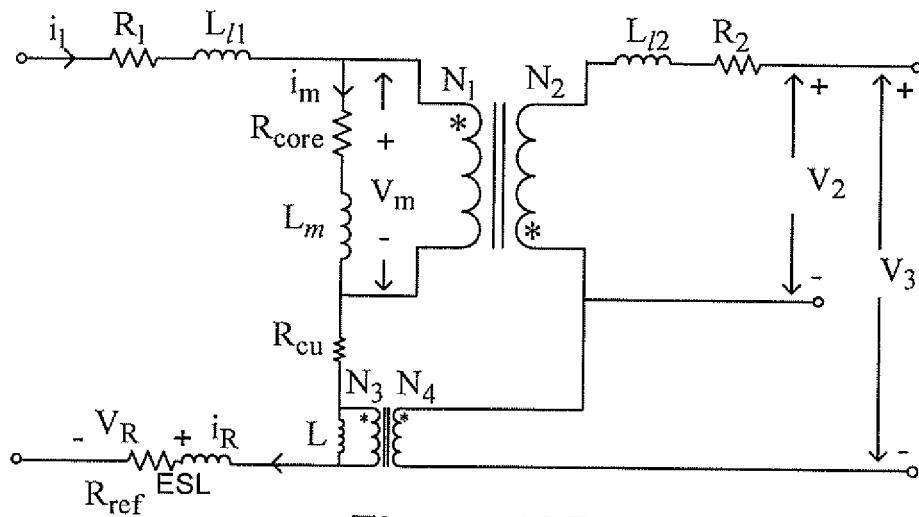 i1 R1 Ll1
Ll2 R2
im
+
N1 N2
+
+
Rcore
*
+
Vm
V2
Lm
-
*
V3
-
Rcu
N3 N4
*
*
- VR + iR
L
-
Rref ESL